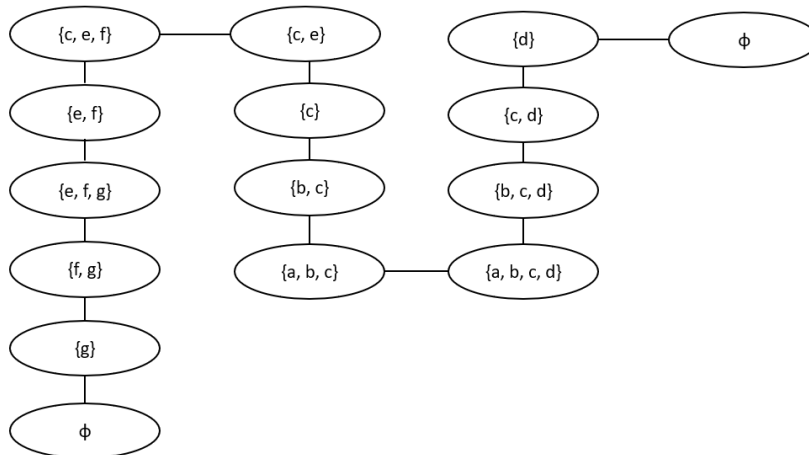 {c, e, f} {c, e} {d} ϕ
{e, f} {c} {c, d}
{e, f, g} {b, c} {b, c, d}
{f, g} {a, b, c} {a, b, c, d}
{g}
ϕ